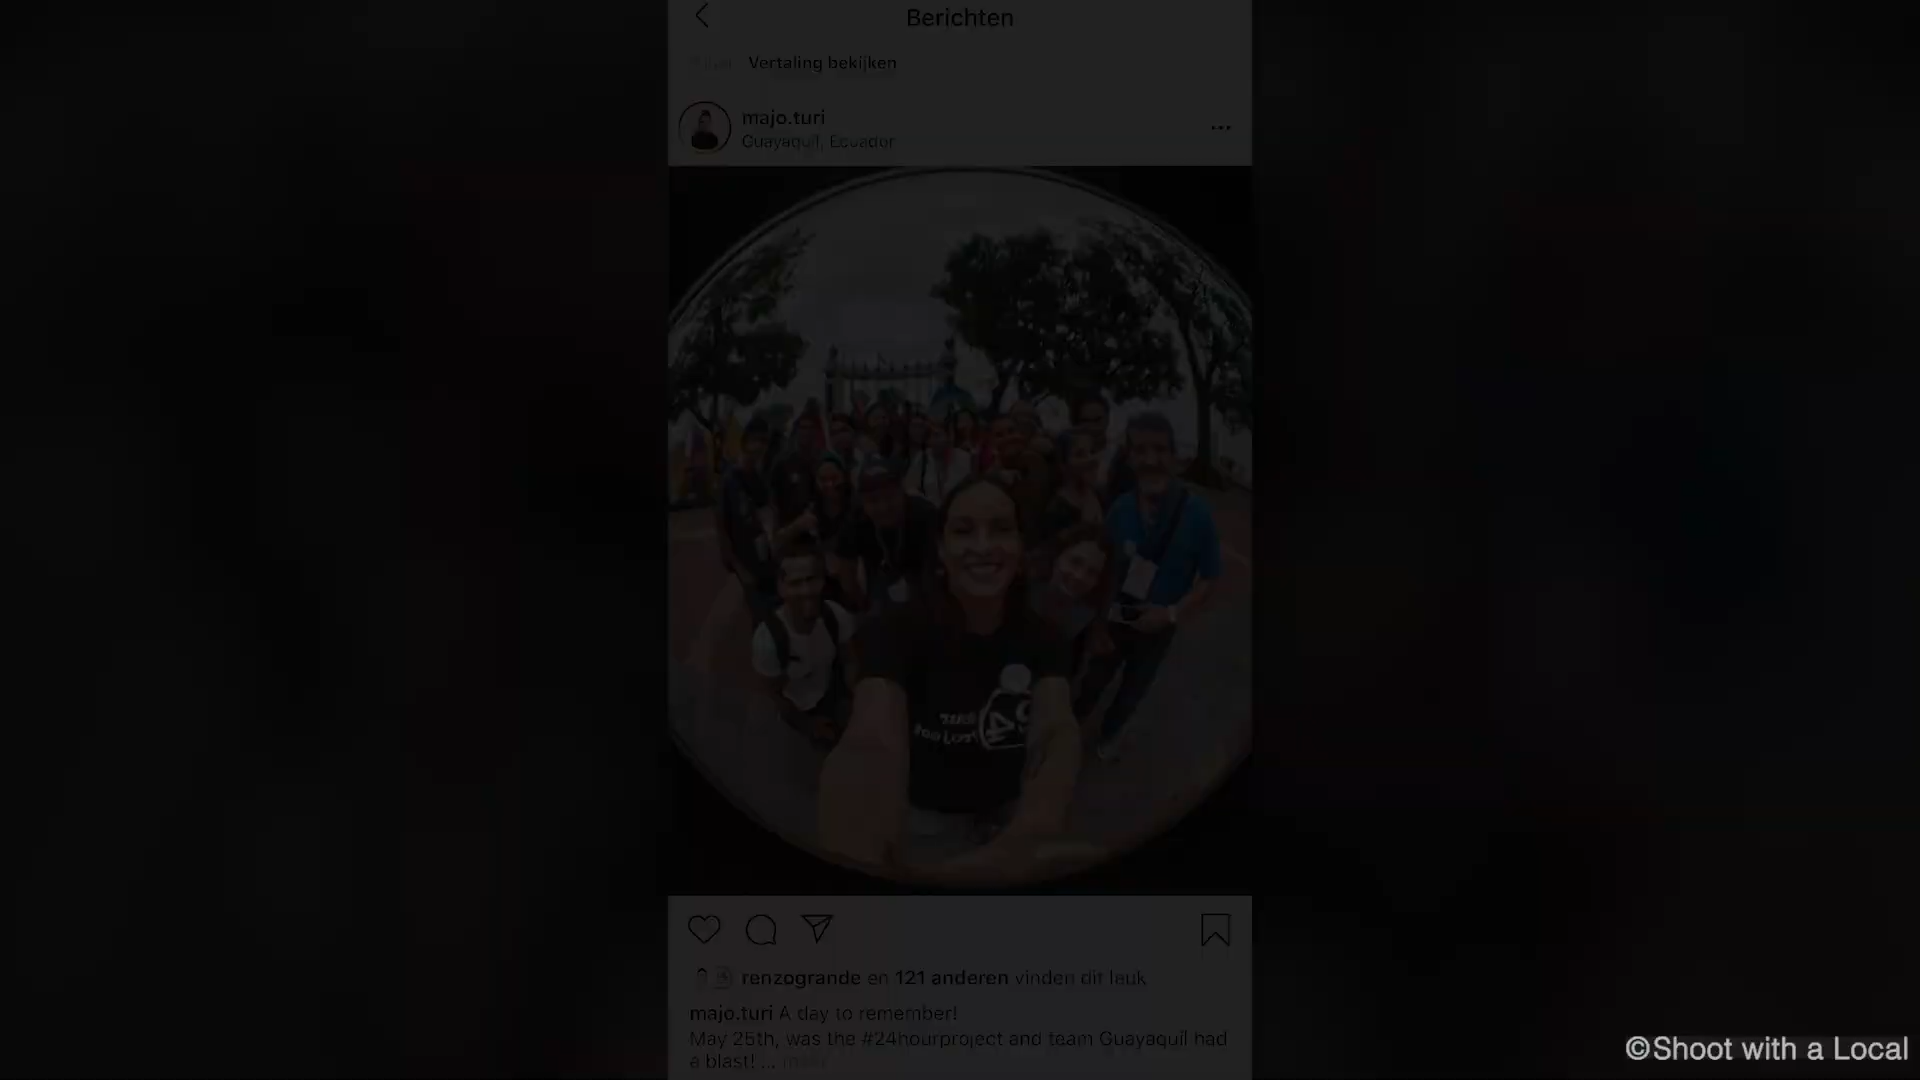 Berichten
Vertaling bekijken
majo.turi
Guayaquil, Ecuador
renzogrande en 121 anderen vinden dit leuk
majo.turi A day to remember!
May 25th, was the #24hourproject and team Guayaquil had
a blast! ... meer
©Shoot with a Local